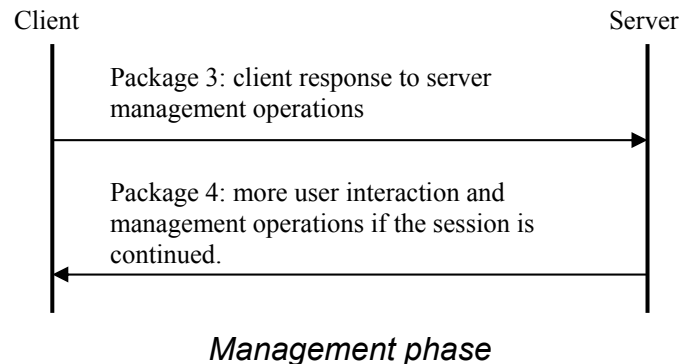 Client
Server
Package 3: client response to server
management operations
Package 4: more user interaction and
management operations if the session is
continued.
Management phase